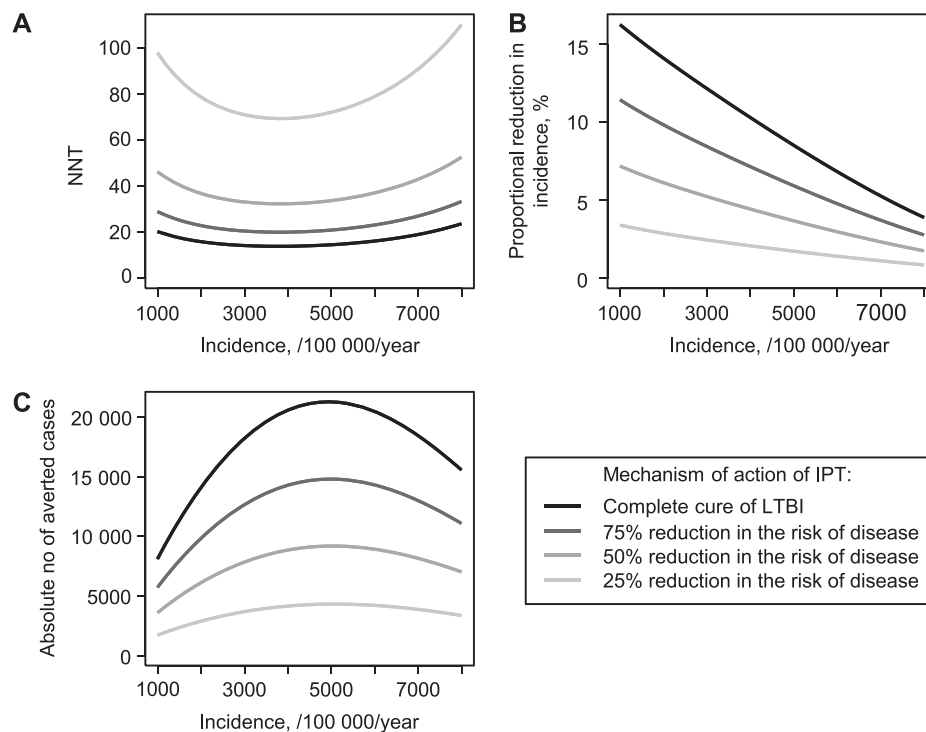 A
NNT
100
80
60
40
20
0
1000
3000
5000
7000
Incidence, /100 000/year
B
Proportional reduction in
incidence, %
15
10
5
0
1000
3000
5000
7000
Incidence, /100 000/year
C
Absolute no of averted cases
20 000
15 000
10 000
5000
0
1000
3000
5000
7000
Incidence, /100 000/year
Mechanism of action of IPT:
Complete cure of LTBI
75% reduction in the risk of disease
50% reduction in the risk of disease
25% reduction in the risk of disease